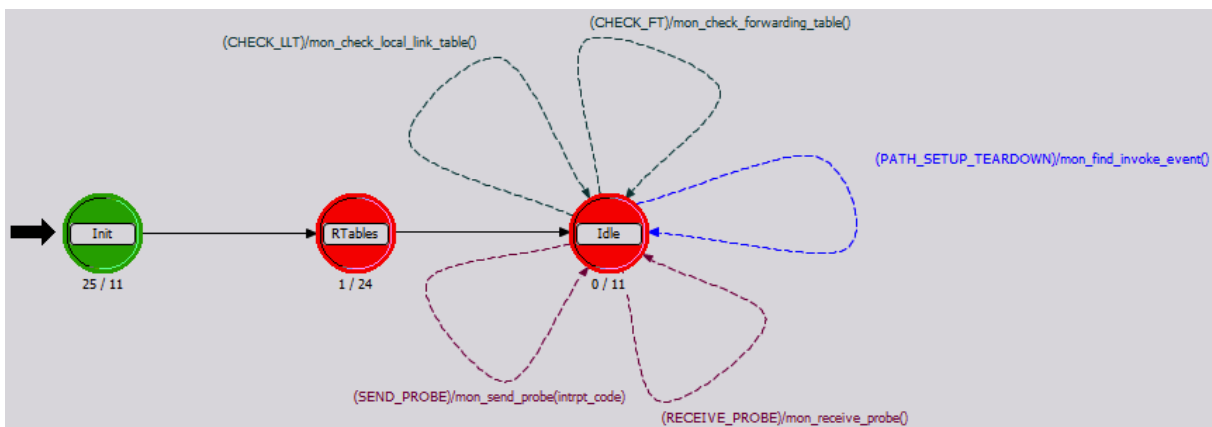 (CHECK_FT)/mon_check_forwarding_table()
(CHECK_LLT)/mon_check_local_link_table()
(PATH_SETUP_TEARDOWN)/mon_find_invoke_event()
Init
RTables
Idle
25 / 11
1 / 24
0 / 11
(SEND_PROBE)/mon_send_probe(intrpt_code)
(RECEIVE_PROBE)/mon_receive_probe()